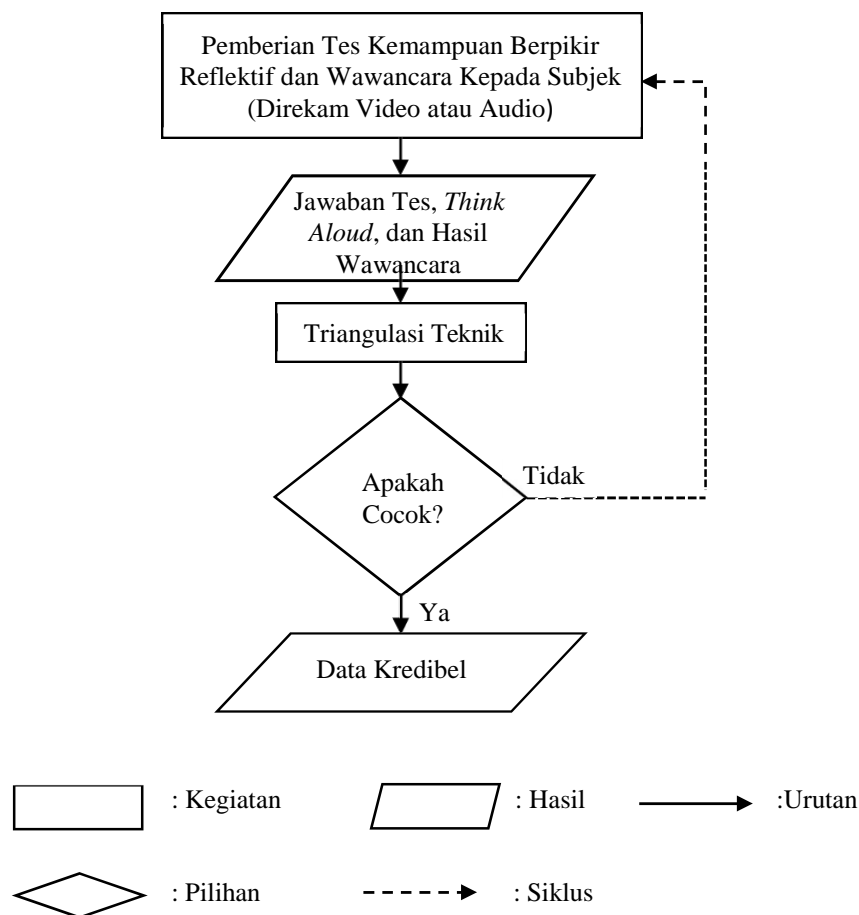 Pemberian Tes Kemampuan Berpikir
Reflektif dan Wawancara Kepada Subjek
(Direkam Video atau Audio)
Jawaban Tes, Think
Aloud, dan Hasil
Wawancara
Triangulasi Teknik
Apakah
Cocok?
Tidak
Ya
Data Kredibel
: Kegiatan
: Hasil
:Urutan
: Pilihan
: Siklus